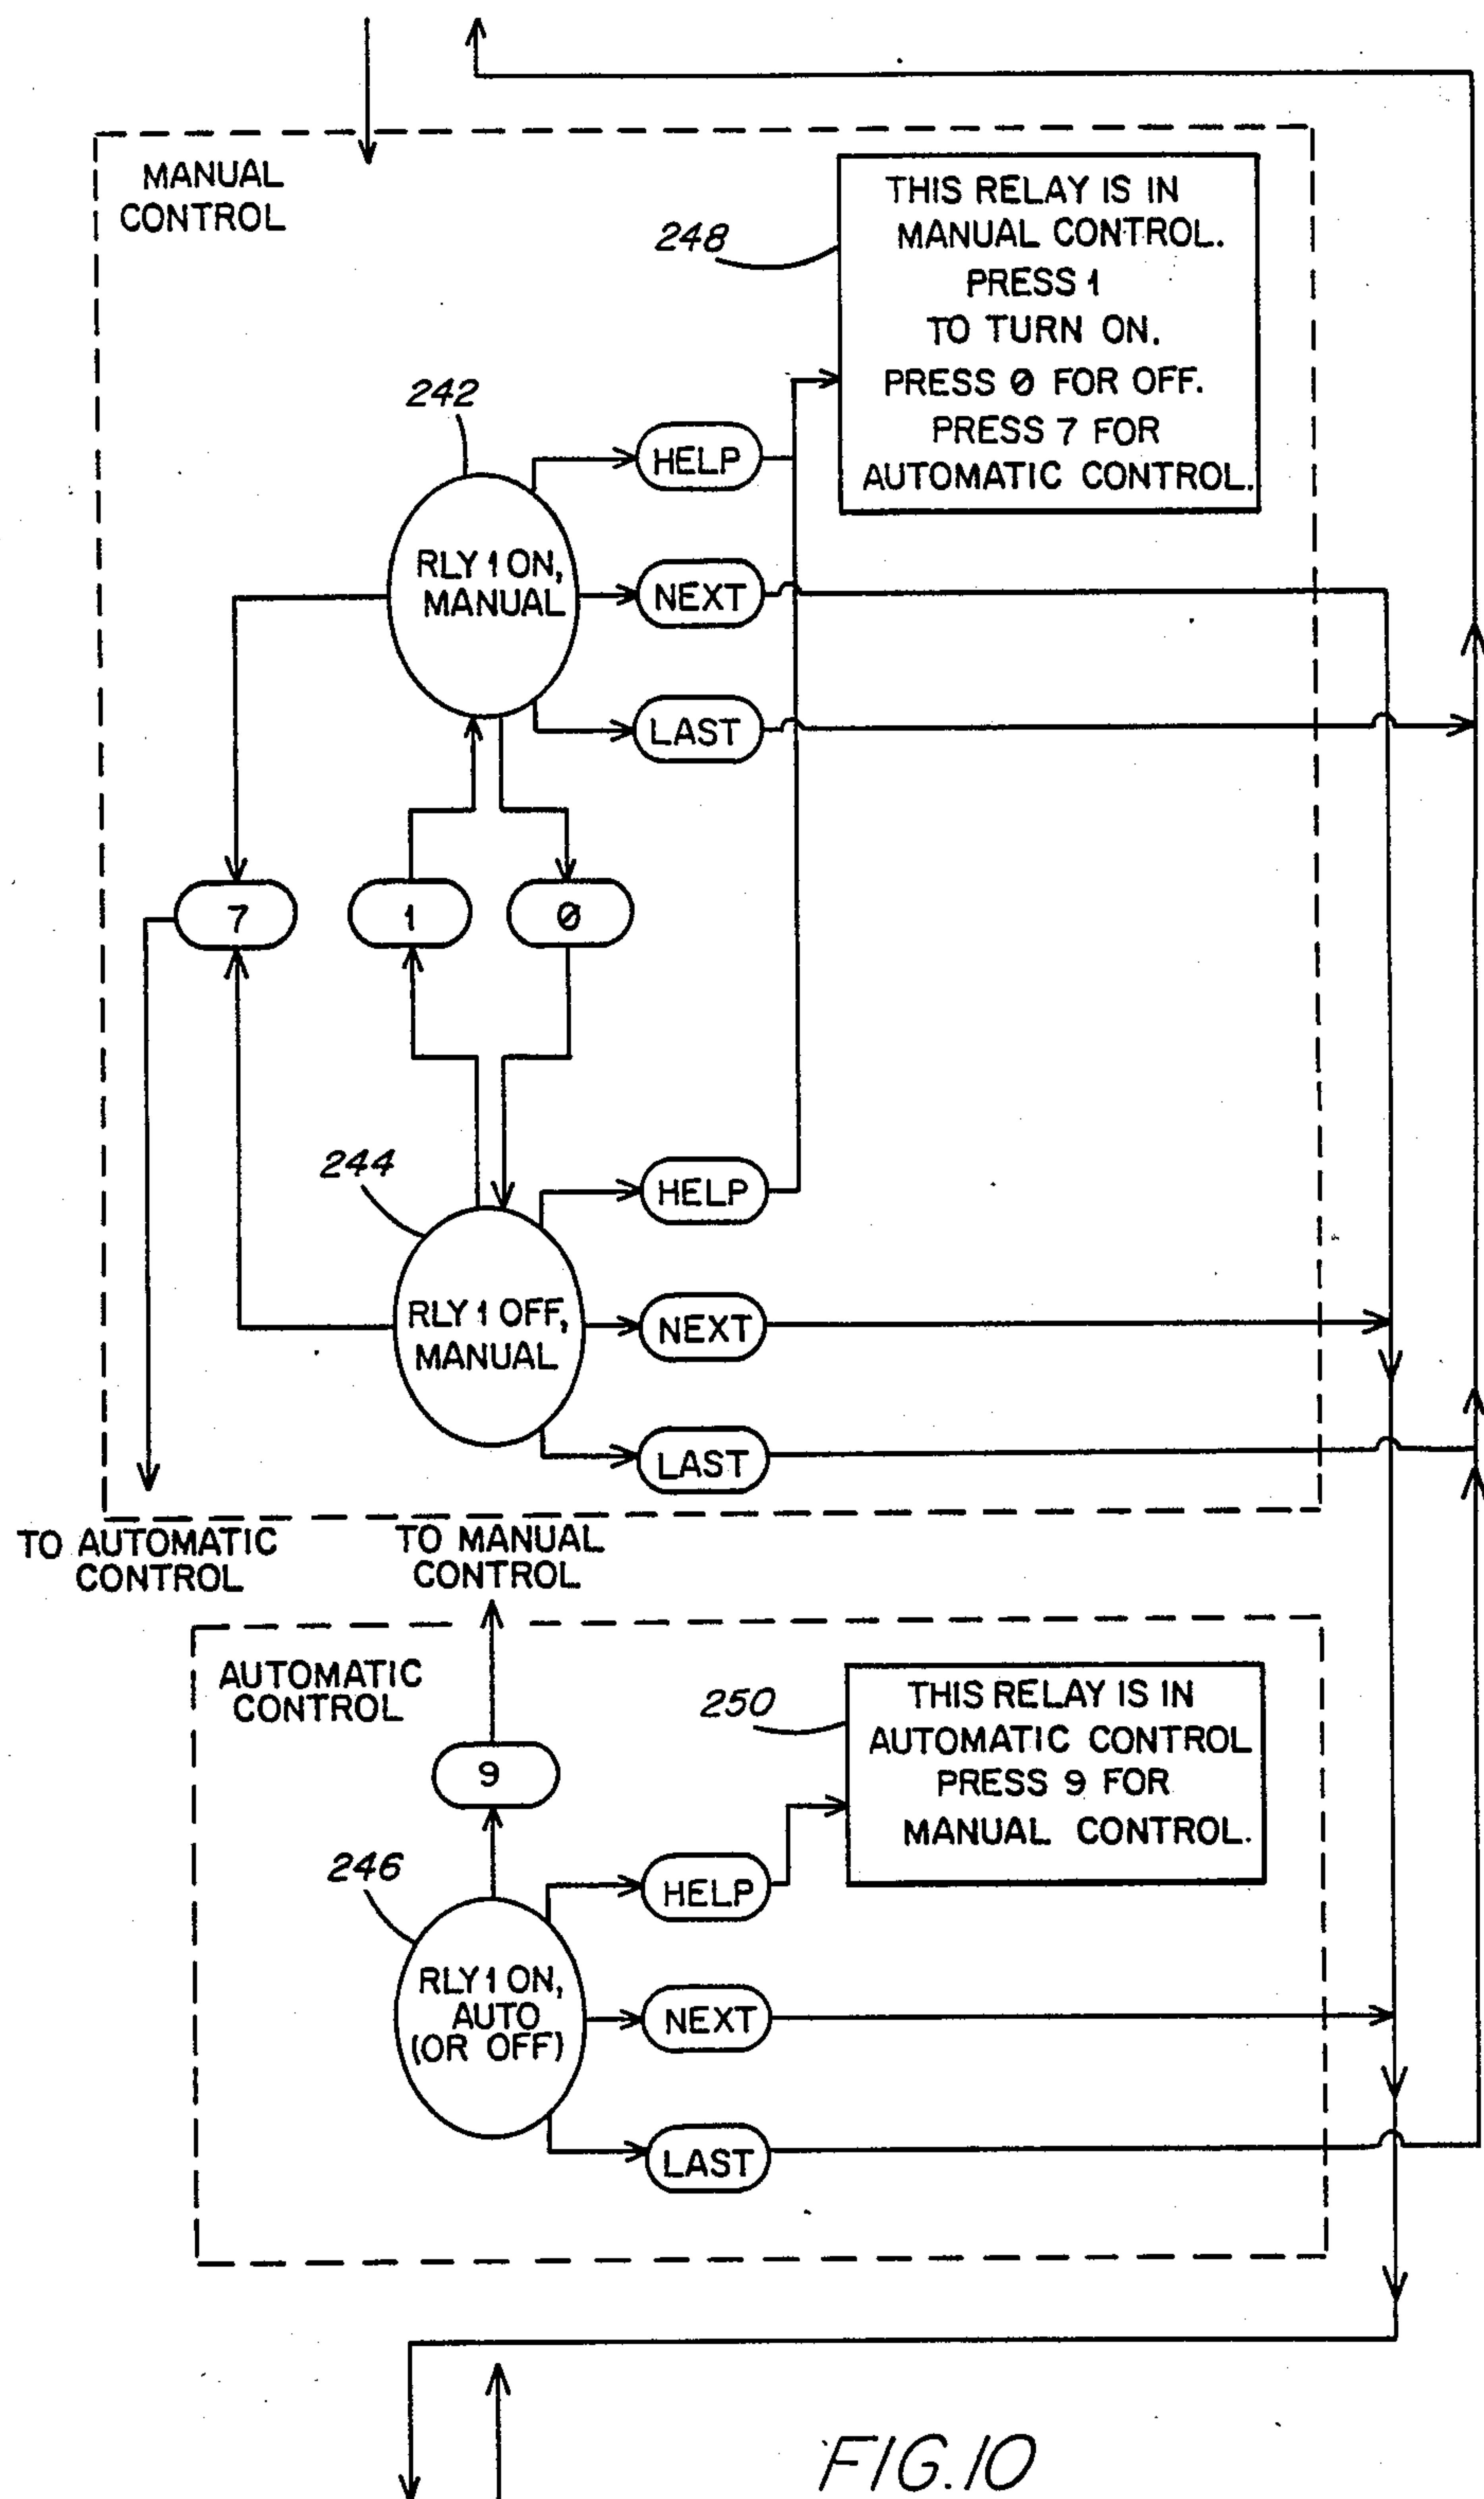 MANUAL
CONTROL
248
THIS RELAY IS IN
MANUAL CONTROL.
PRESS 1
TO TURN ON.
PRESS 0 FOR OFF.
PRESS 7 FOR
AUTOMATIC CONTROL.
242
RLY 1 ON,
MANUAL
HELP
NEXT
LAST
7
1
0
244
RLY 1 OFF,
MANUAL
HELP
NEXT
LAST
TO AUTOMATIC
CONTROL
TO MANUAL
CONTROL
AUTOMATIC
CONTROL
9
250
THIS RELAY IS IN
AUTOMATIC CONTROL
PRESS 9 FOR
MANUAL CONTROL.
246
RLY 1 ON,
AUTO
(OR OFF)
HELP
NEXT
LAST
FIG.10